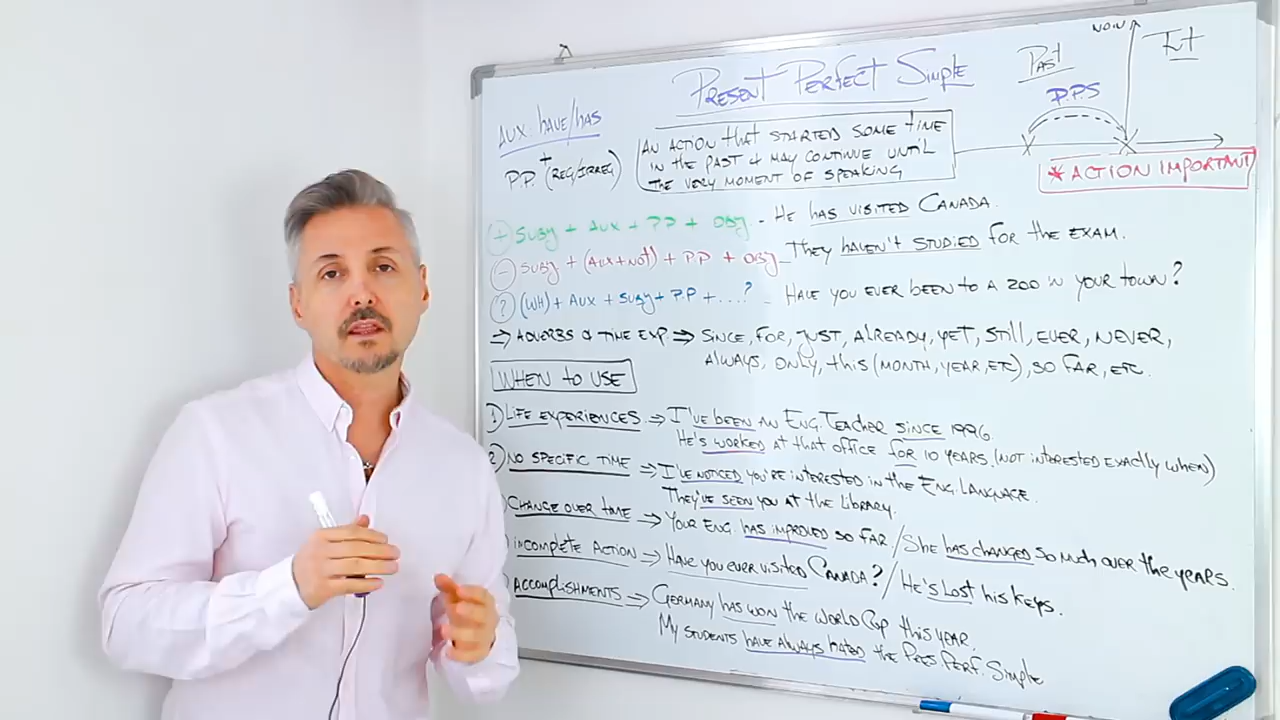 PRESENT PERFECT SIMPLE
AUX. HAVE/HAS
+
P.P. (REG/IRREG)
AN ACTION THAT STARTED SOME TIME
IN THE PAST & MAY CONTINUE UNTIL
THE VERY MOMENT OF SPEAKING
PAST
NOW
FUT
P.P.S
*ACTION IMPORTANT
(+) SUBJ + AUX + PP + OBJ - HE HAS VISITED CANADA.
(-) SUBJ + (AUX+NOT) + P.P + OBJ - THEY HAVEN'T STUDIED FOR THE EXAM.
(?) (WH) + AUX + SUBJ + P.P + ....? - HAVE YOU EVER BEEN TO A ZOO IN YOUR TOWN?
⇒ ADVERBS & TIME EXP. ⇒ SINCE, FOR, JUST, ALREADY, YET, STILL, EVER, NEVER,
ALWAYS, ONLY, THIS (MONTH, YEAR, ETC), SO FAR, ETC.
WHEN TO USE
1) LIFE EXPERIENCES ⇒ I'VE BEEN AN ENG. TEACHER SINCE 1996.
HE'S WORKED AT THAT OFFICE FOR 10 YEARS. (NOT INTERESTED EXACTLY WHEN)
2) NO SPECIFIC TIME ⇒ I'VE NOTICED YOU'RE INTERESTED IN THE ENG. LANGUAGE.
THEY'VE SEEN YOU AT THE LIBRARY.
) CHANGE OVER TIME → YOUR ENG. HAS IMPROVED SO FAR. / SHE HAS CHANGED SO MUCH OVER THE YEARS.
) INCOMPLETE ACTION → HAVE YOU EVER VISITED CANADA? / HE'S LOST HIS KEYS.
) ACCOMPLISHMENTS ⇒ GERMANY HAS WON THE WORLD CUP THIS YEAR.
MY STUDENTS HAVE ALWAYS HATED THE PRES. PERF. SIMPLE